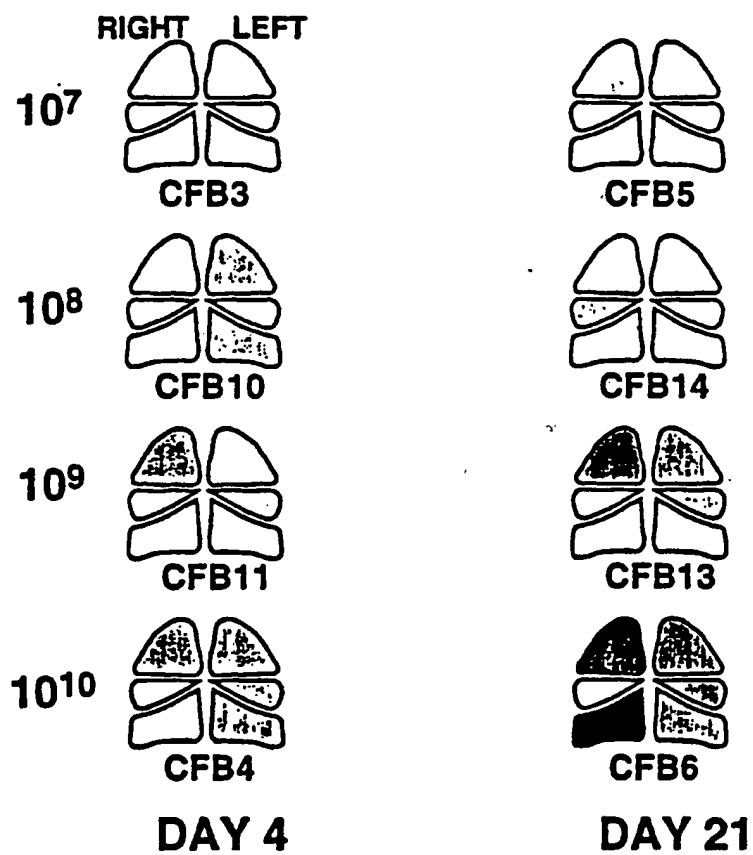 RIGHT LEFT
10⁷
CFB3 CFB5
10⁸
CFB10 CFB14
10⁹
CFB11 CFB13
10¹⁰
CFB4 CFB6
DAY 4 DAY 21